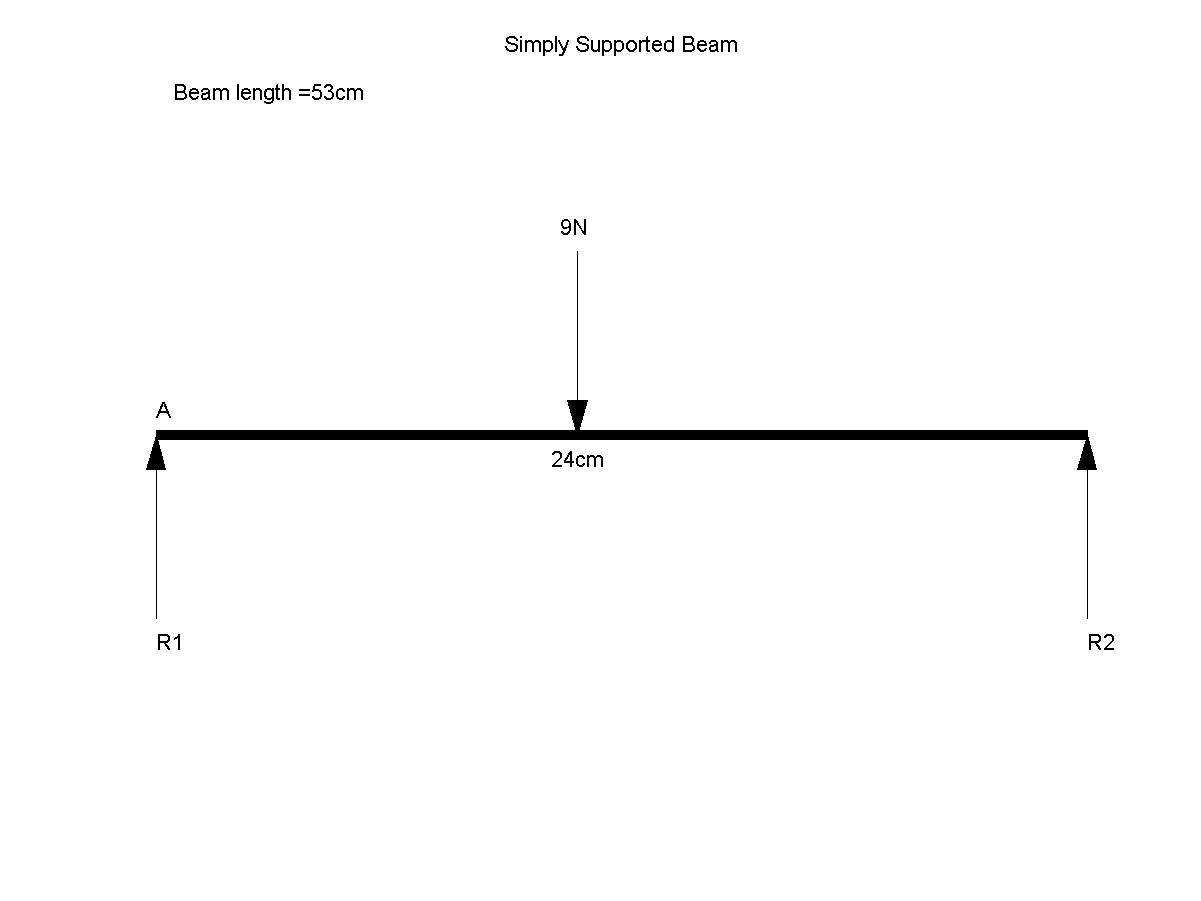 Simply Supported Beam
Beam length =53cm
9N
A
24cm
R1
R2